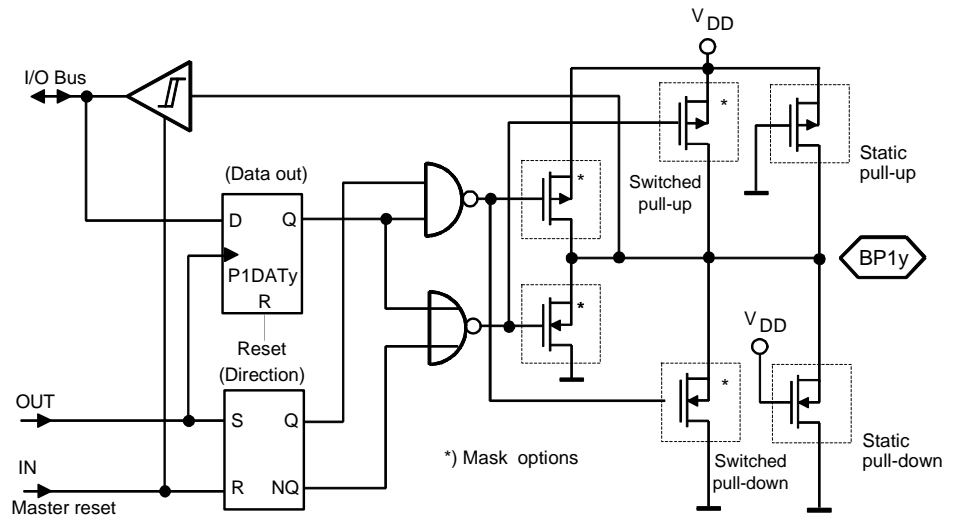 V
DD
I/O Bus
*
*
Static
pull-up
(Data out)
Switched
pull-up
D
Q
P1DATy
R
BP1y
*
V
DD
Reset
(Direction)
*
OUT
S
Q
*) Mask options
Static
pull-down
IN
R
NQ
Switched
pull-down
Master reset